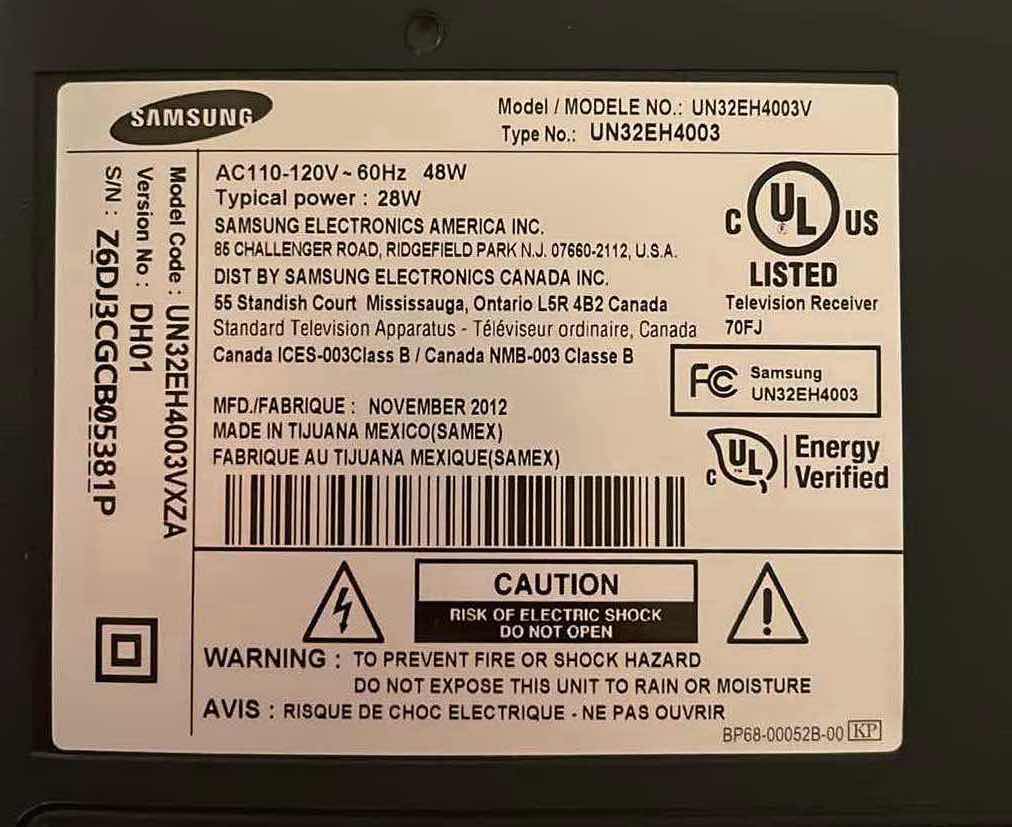 SAMSUNG
Model / MODELE NO.: UN32EH4003V
Type No.: UN32EH4003
AC110-120V~60Hz 48W
Typical power : 28W
SAMSUNG ELECTRONICS AMERICA INC.
85 CHALLENGER ROAD, RIDGEFIELD PARK N.J. 07660-2112, U.S.A.
DIST BY SAMSUNG ELECTRONICS CANADA INC.
55 Standish Court Mississauga, Ontario L5R 4B2 Canada
Standard Television Apparatus - Téléviseur ordinaire, Canada
Canada ICES-003Class B / Canada NMB-003 Classe B
MFD./FABRIQUE : NOVEMBER 2012
MADE IN TIJUANA MEXICO(SAMEX)
FABRIQUE AU TIJUANA MEXIQUE(SAMEX)
C UL US
LISTED
Television Receiver
70FJ
FC Samsung
UN32EH4003
C UL Energy
Verified
Model Code : UN32EH4003VXZA
Version No : DH01
S/N : Z6DJ3CGCB05381P
CAUTION
RISK OF ELECTRIC SHOCK
DO NOT OPEN
WARNING : TO PREVENT FIRE OR SHOCK HAZARD
DO NOT EXPOSE THIS UNIT TO RAIN OR MOISTURE
AVIS : RISQUE DE CHOC ELECTRIQUE - NE PAS OUVRIR
BP68-00052B-00 KP